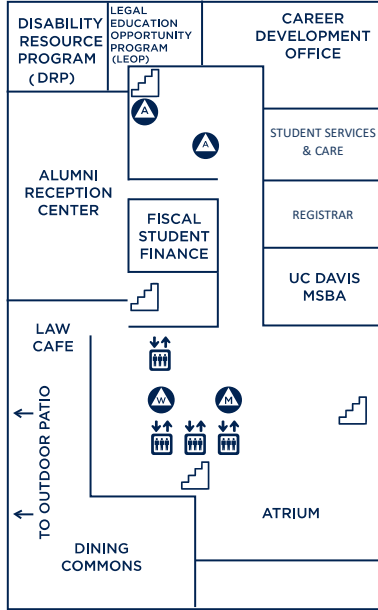 DISABILITY
RESOURCE
PROGRAM
(DRP)
LEGAL
EDUCATION
OPPORTUNITY
PROGRAM
(LEOP)
CAREER
DEVELOPMENT
OFFICE
A
A
STUDENT SERVICES
& CARE
ALUMNI
RECEPTION
CENTER
FISCAL
STUDENT
FINANCE
REGISTRAR
UC DAVIS
MSBA
LAW
CAFE
W
M
TO OUTDOOR PATIO
ATRIUM
DINING
COMMONS